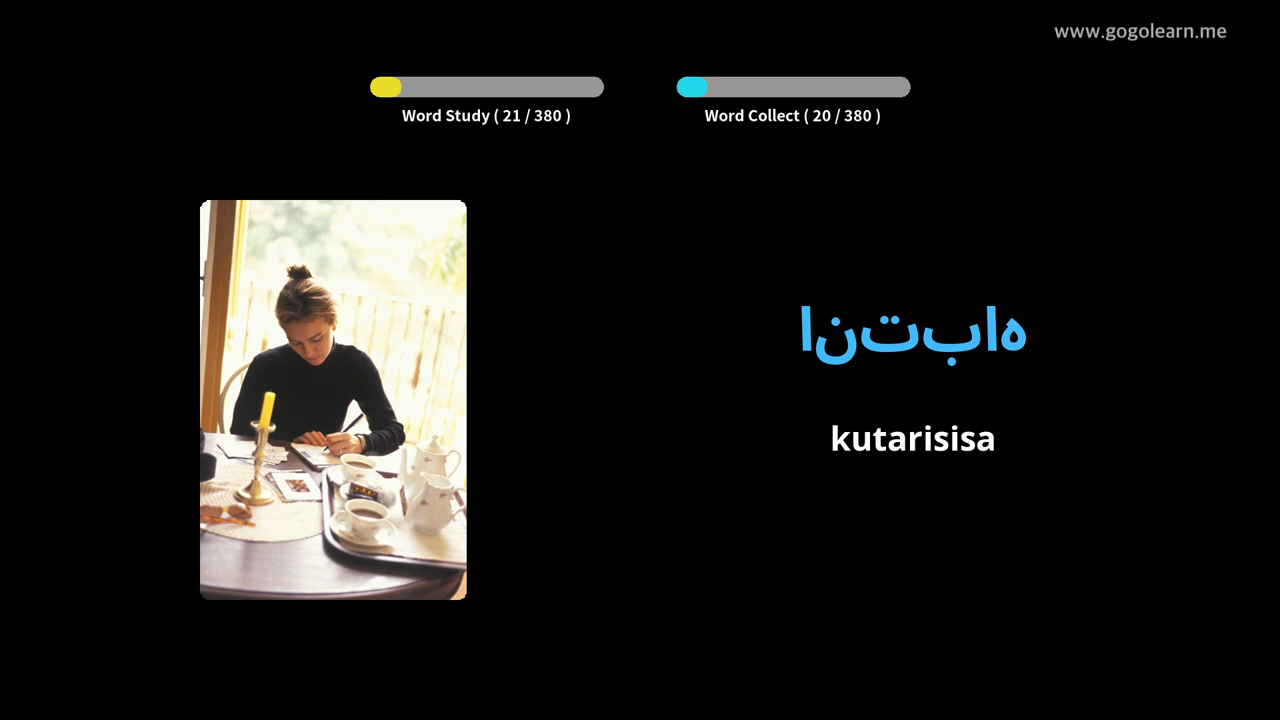 www.gogolearn.me
Word Study ( 21 / 380 )
Word Collect ( 20 / 380 )
انتباه
kutarisisa